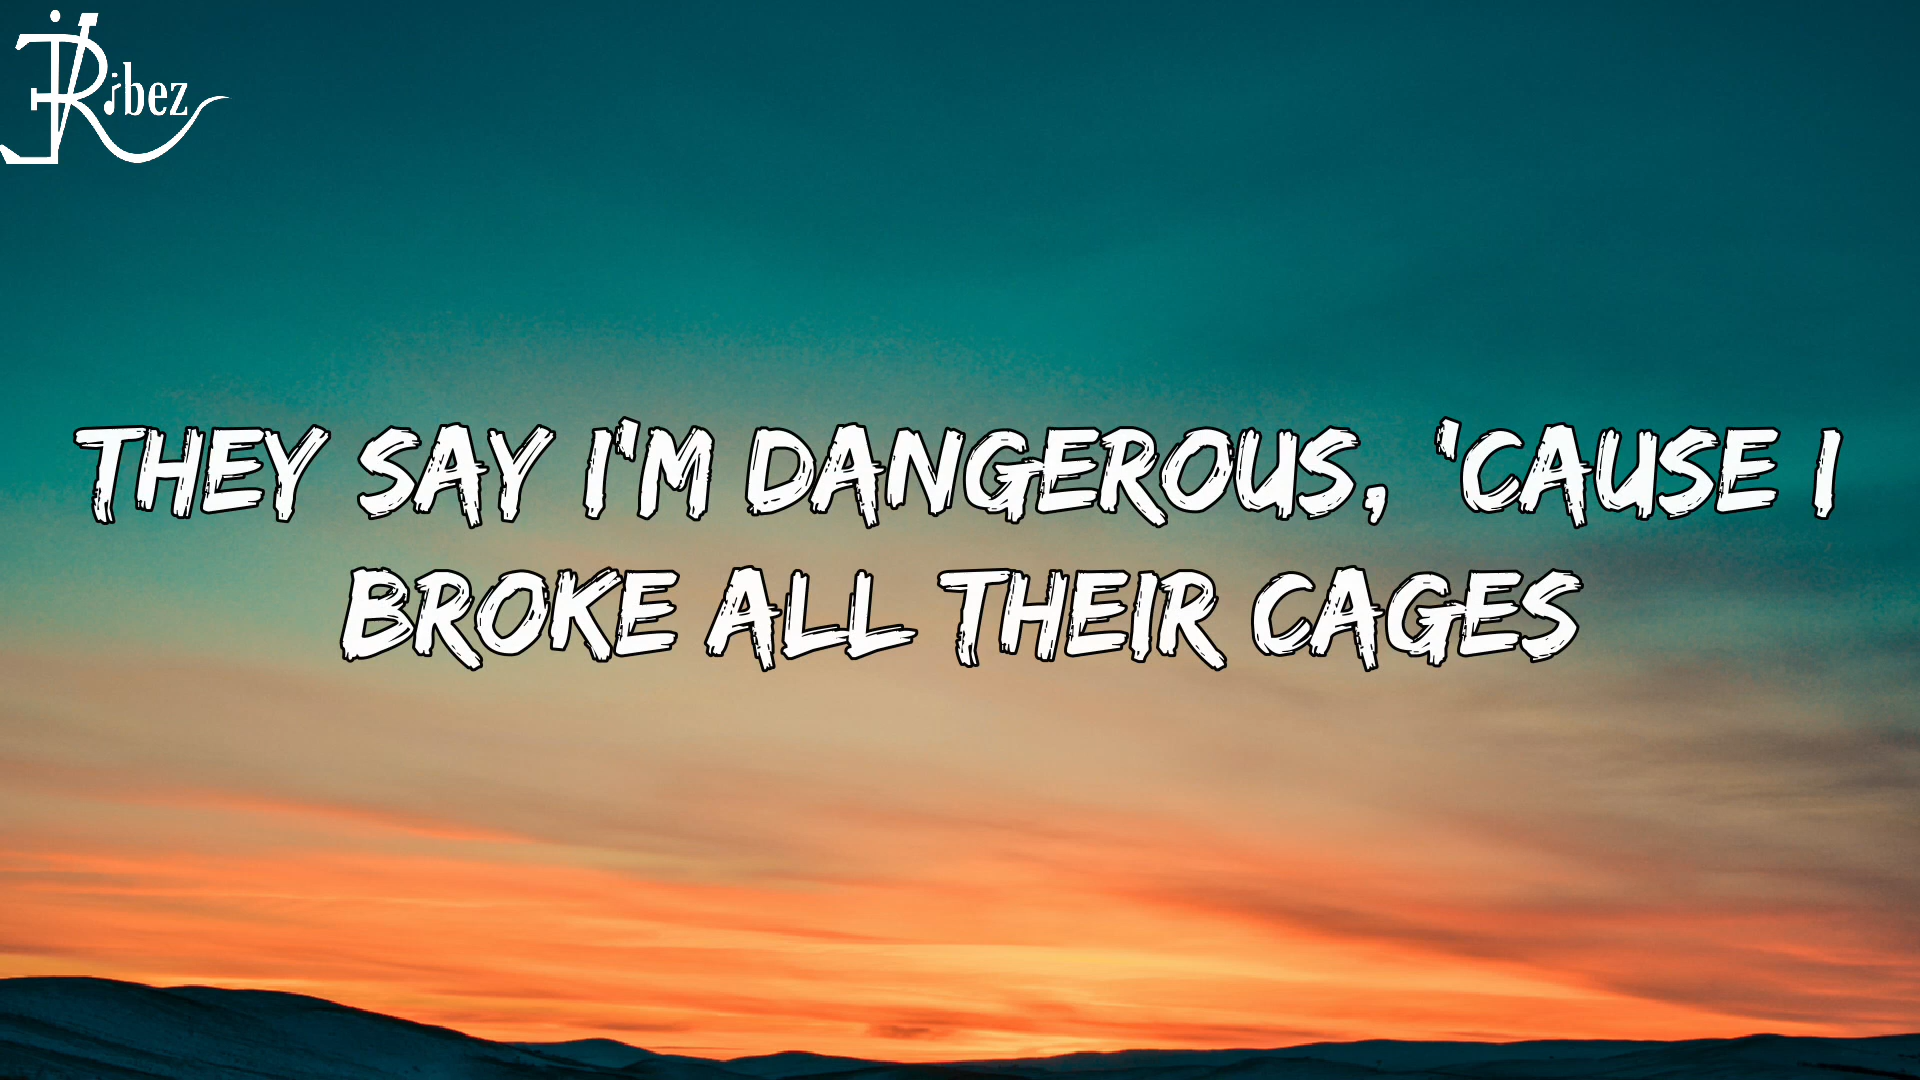 Ribez
THEY SAY I'M DANGEROUS, 'CAUSE I
BROKE ALL THEIR CAGES